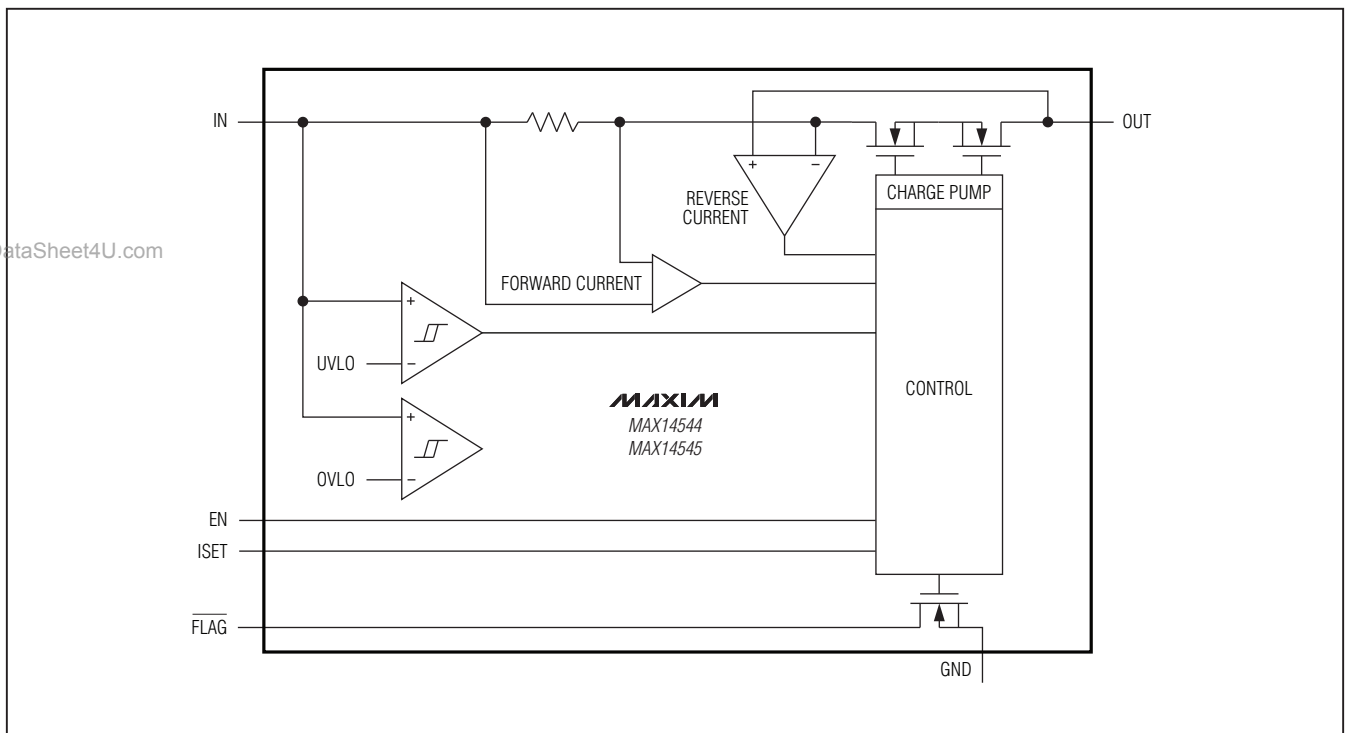 IN
OUT
+
−
REVERSE
CURRENT
CHARGE PUMP
DataSheet4U.com
FORWARD CURRENT
+
UVLO
−
CONTROL
MAXIM
MAX14544
MAX14545
+
OVLO
−
EN
ISET
FLAG
GND